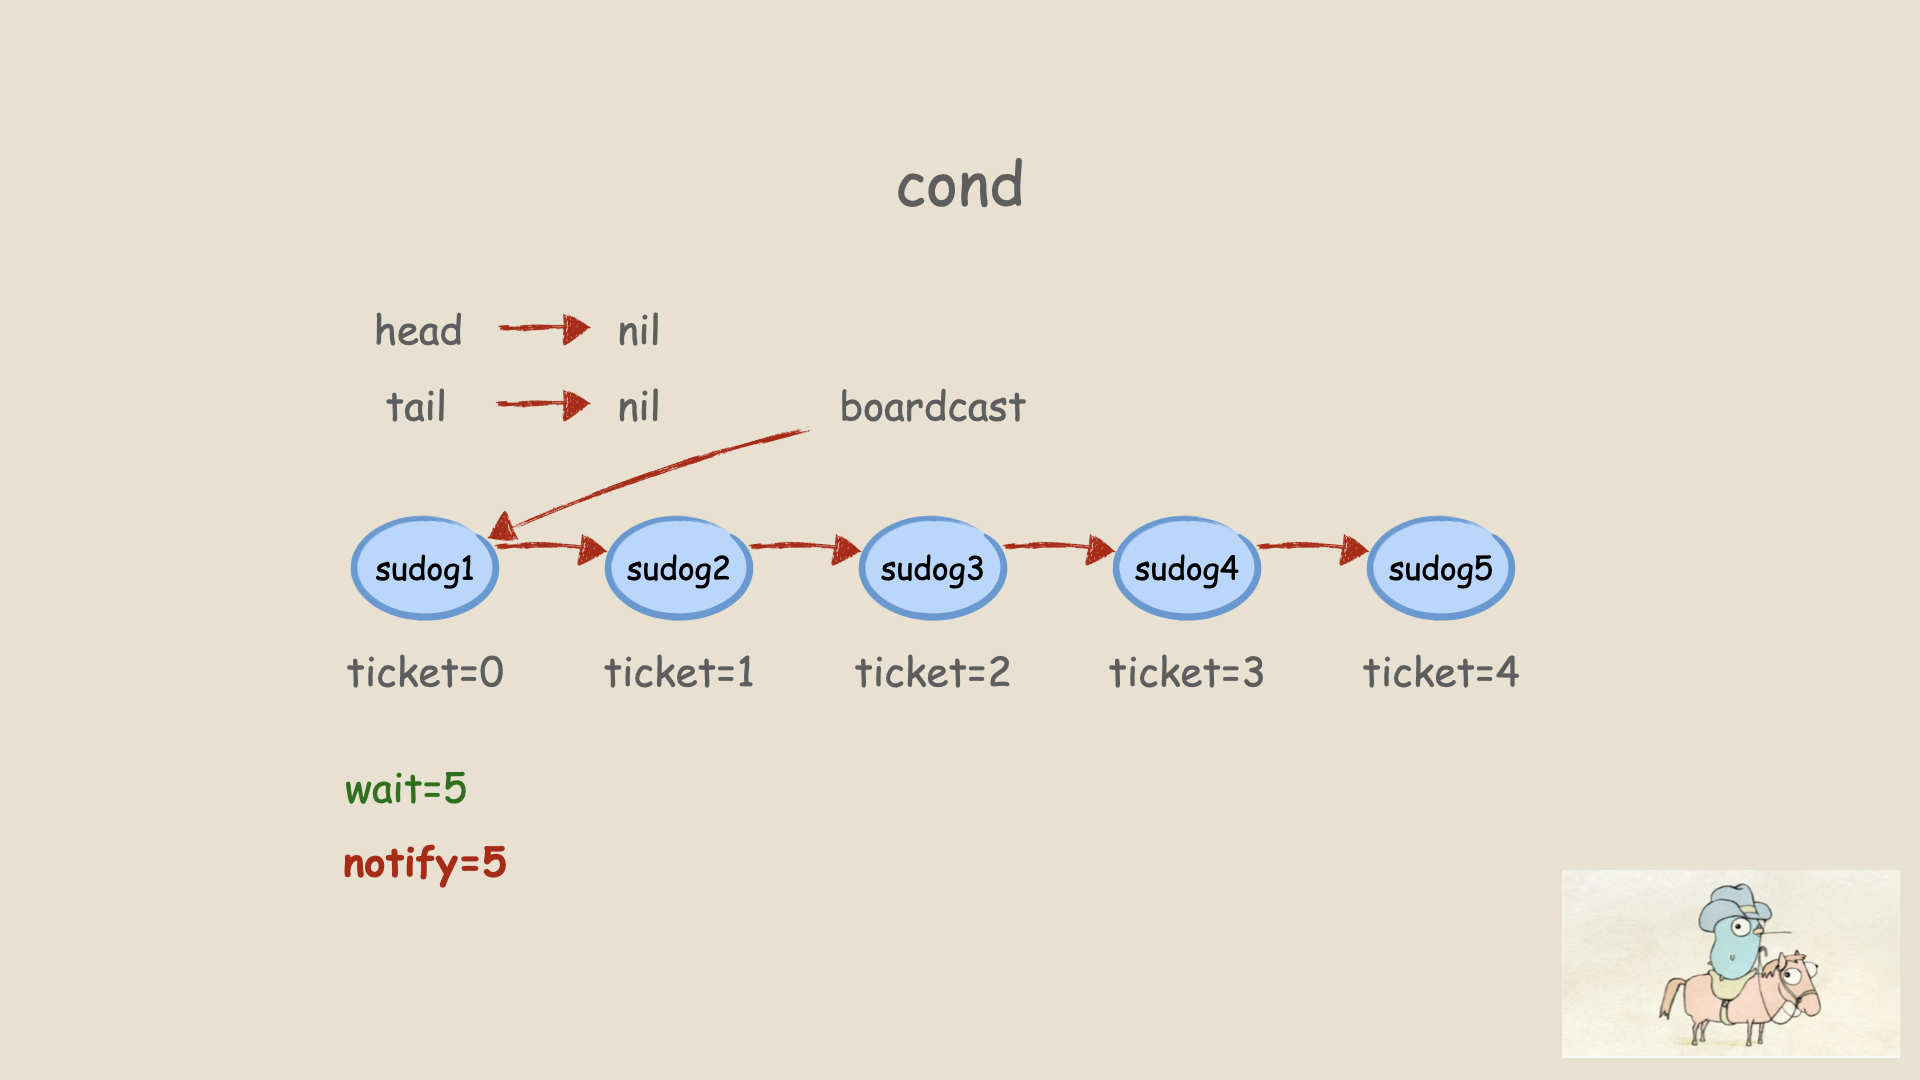 cond
head nil
tail nil boardcast
sudog1 sudog2 sudog3 sudog4 sudog5
ticket=0 ticket=1 ticket=2 ticket=3 ticket=4
wait=5
notify=5